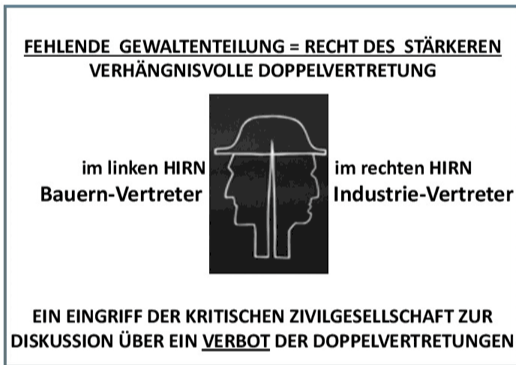 FEHLENDE GEWALTENTEILUNG = RECHT DES STÄRKEREN
VERHÄNGNISVOLLE DOPPELVERTRETUNG
im linken HIRN
Bauern-Vertreter
im rechten HIRN
Industrie-Vertreter
EIN EINGRIFF DER KRITISCHEN ZIVILGESELLSCHAFT ZUR
DISKUSSION ÜBER EIN VERBOT DER DOPPELVERTRETUNGEN